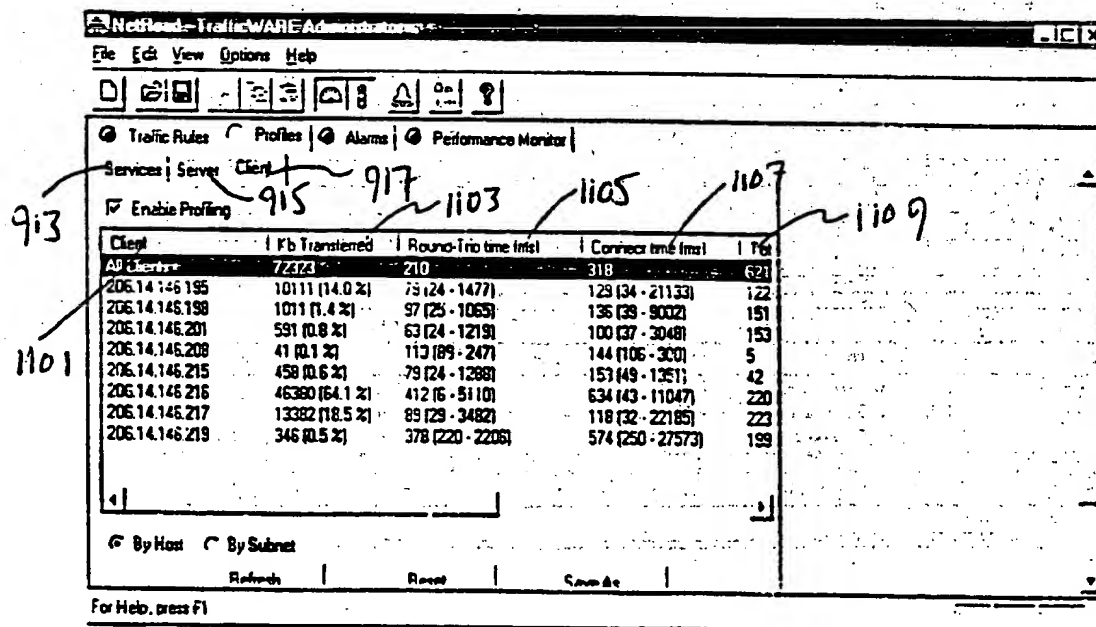 TrafficWARE
File Edit View Options Help
Traffic Rules Profiles Alarms Performance Monitor
Services Server Client
913 915 917
Enable Profiling
1103 1105 1107 1109
Client Kb Transferred Round-Trip time (ms) Connect time (ms)
All Clients 72323 210 318 621
206.14.146.195 10111 (14.0 %) 79 (24 - 1477) 129 (34 - 21133) 122
206.14.146.198 1011 (1.4 %) 97 (25 - 1065) 136 (39 - 9002) 151
206.14.146.201 591 (0.8 %) 63 (24 - 1219) 100 (37 - 3048) 153
206.14.146.208 41 (0.1 %) 113 (89 - 247) 144 (106 - 300) 5
206.14.146.215 458 (0.6 %) 79 (24 - 1288) 153 (49 - 1351) 42
206.14.146.216 46380 (64.1 %) 412 (6 - 5110) 634 (43 - 11047) 220
206.14.146.217 13382 (18.5 %) 89 (29 - 3482) 118 (32 - 22185) 223
206.14.146.219 346 (0.5 %) 378 (220 - 2206) 574 (250 - 27573) 199
1101
By Host By Subnet
Refresh Reset Save As
For Help, press F1